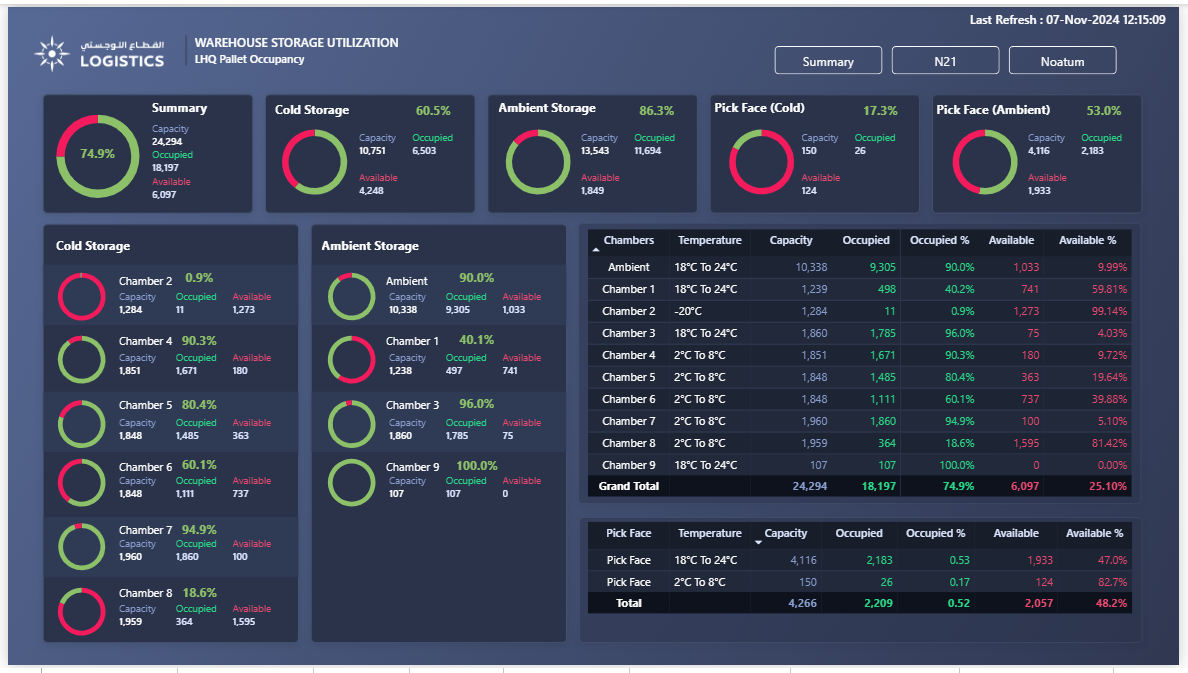 Last Refresh : 07-Nov-2024 12:15:09
القطاع اللوجستي
LOGISTICS
WAREHOUSE STORAGE UTILIZATION
LHQ Pallet Occupancy
Summary N21 Noatum
Summary
74.9%
Capacity
24,294
Occupied
18,197
Available
6,097
Cold Storage 60.5%
Capacity Occupied
10,751 6,503
Available
4,248
Ambient Storage 86.3%
Capacity Occupied
13,543 11,694
Available
1,849
Pick Face (Cold) 17.3%
Capacity Occupied
150 26
Available
124
Pick Face (Ambient) 53.0%
Capacity Occupied
4,116 2,183
Available
1,933
Cold Storage
Chamber 2 0.9%
Capacity Occupied Available
1,284 11 1,273
Chamber 4 90.3%
Capacity Occupied Available
1,851 1,671 180
Chamber 5 80.4%
Capacity Occupied Available
1,848 1,485 363
Chamber 6 60.1%
Capacity Occupied Available
1,848 1,111 737
Chamber 7 94.9%
Capacity Occupied Available
1,960 1,860 100
Chamber 8 18.6%
Capacity Occupied Available
1,959 364 1,595
Ambient Storage
Ambient 90.0%
Capacity Occupied Available
10,338 9,305 1,033
Chamber 1 40.1%
Capacity Occupied Available
1,238 497 741
Chamber 3 96.0%
Capacity Occupied Available
1,860 1,785 75
Chamber 9 100.0%
Capacity Occupied Available
107 107 0
Chambers Temperature Capacity Occupied Occupied % Available Available %
Ambient 18°C To 24°C 10,338 9,305 90.0% 1,033 9.99%
Chamber 1 18°C To 24°C 1,239 498 40.2% 741 59.81%
Chamber 2 -20°C 1,284 11 0.9% 1,273 99.14%
Chamber 3 18°C To 24°C 1,860 1,785 96.0% 75 4.03%
Chamber 4 2°C To 8°C 1,851 1,671 90.3% 180 9.72%
Chamber 5 2°C To 8°C 1,848 1,485 80.4% 363 19.64%
Chamber 6 2°C To 8°C 1,848 1,111 60.1% 737 39.88%
Chamber 7 2°C To 8°C 1,960 1,860 94.9% 100 5.10%
Chamber 8 2°C To 8°C 1,959 364 18.6% 1,595 81.42%
Chamber 9 18°C To 24°C 107 107 100.0% 0 0.00%
Grand Total 24,294 18,197 74.9% 6,097 25.10%
Pick Face Temperature Capacity Occupied Occupied % Available Available %
Pick Face 18°C To 24°C 4,116 2,183 0.53 1,933 47.0%
Pick Face 2°C To 8°C 150 26 0.17 124 82.7%
Total 4,266 2,209 0.52 2,057 48.2%